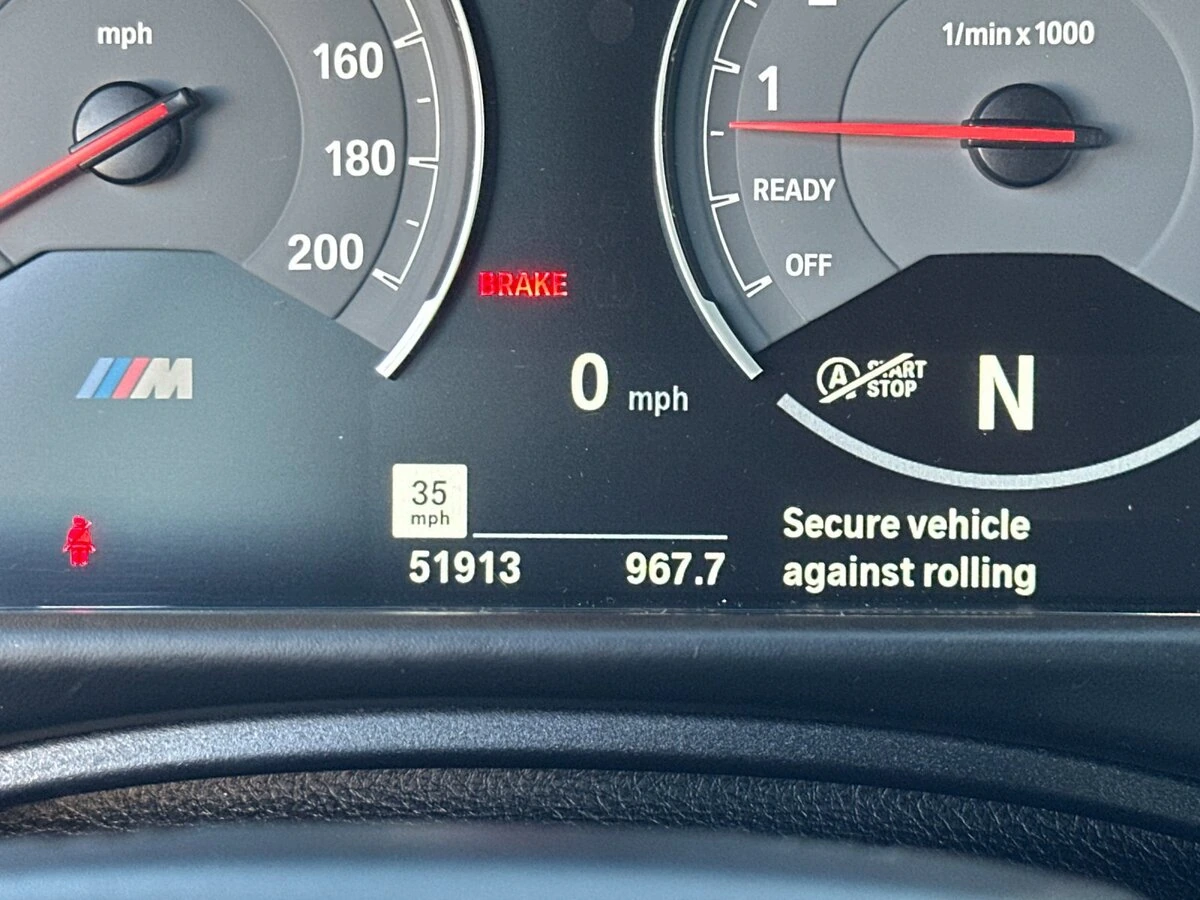 mph
160
180
200
1/min x 1000
1
READY
OFF
BRAKE
M
0 mph
A START
STOP
N
35
mph
51913 967.7
Secure vehicle
against rolling